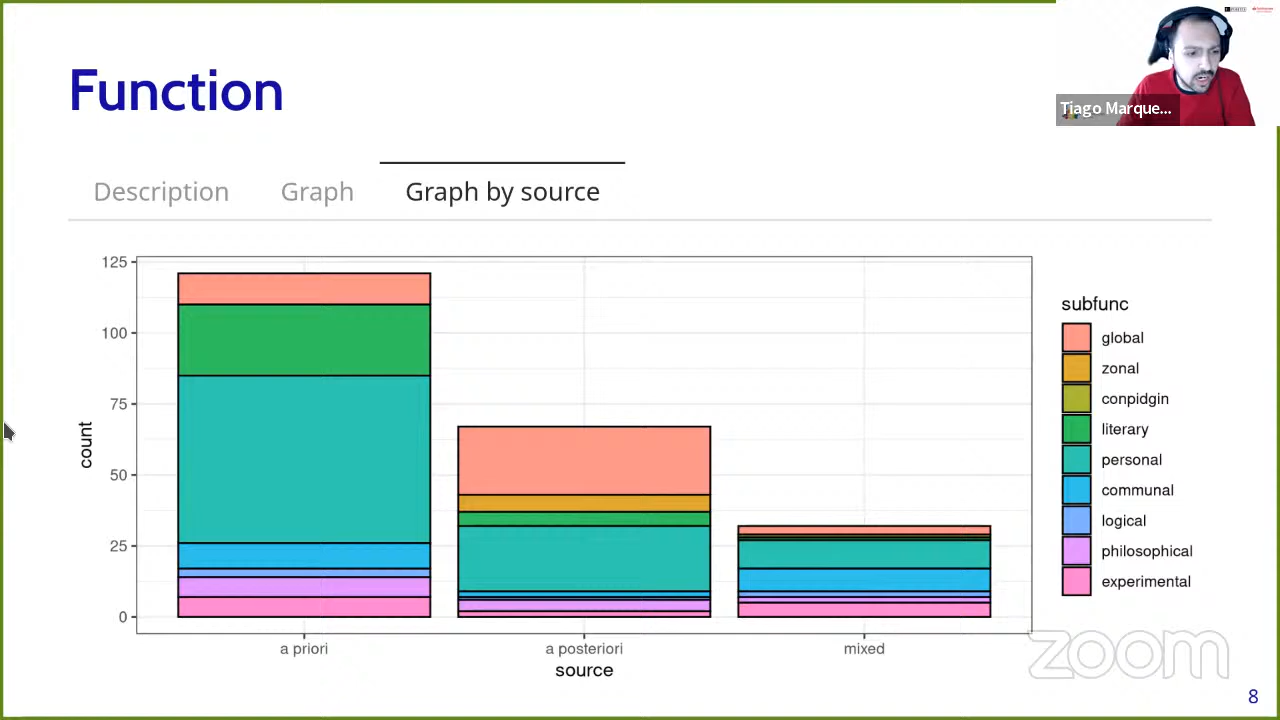 Function
Tiago Marque...
Description Graph Graph by source
125
100
75
50
25
0
count
a priori a posteriori mixed
source
subfunc
global
zonal
conpidgin
literary
personal
communal
logical
philosophical
experimental
zoom
8